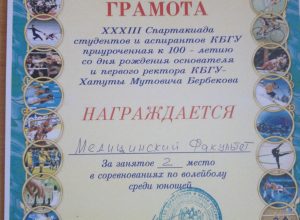 ГРАМОТА
XXXIII Спартакиада
студентов и аспирантов КБГУ
приуроченная к 100 - летию
со дня рождения основателя
и первого ректора КБГУ-
Хатуты Мутовича Бербекова
НАГРАЖДАЕТСЯ
Медицинский Факультет
За занятое 2 место
в соревнованиях по волейболу
среди юношей